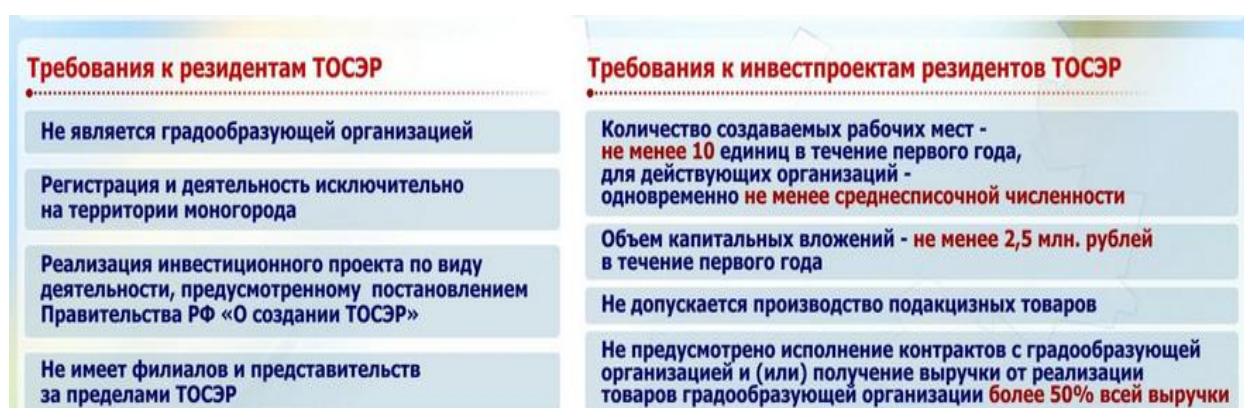 Требования к резидентам ТОСЭР
Не является градообразующей организацией
Регистрация и деятельность исключительно
на территории моногорода
Реализация инвестиционного проекта по виду
деятельности, предусмотренному постановлением
Правительства РФ «О создании ТОСЭР»
Не имеет филиалов и представительств
за пределами ТОСЭР
Требования к инвестпроектам резидентов ТОСЭР
Количество создаваемых рабочих мест -
не менее 10 единиц в течение первого года,
для действующих организаций -
одновременно не менее среднесписочной численности
Объем капитальных вложений - не менее 2,5 млн. рублей
в течение первого года
Не допускается производство подакцизных товаров
Не предусмотрено исполнение контрактов с градообразующей
организацией и (или) получение выручки от реализации
товаров градообразующей организации более 50% всей выручки